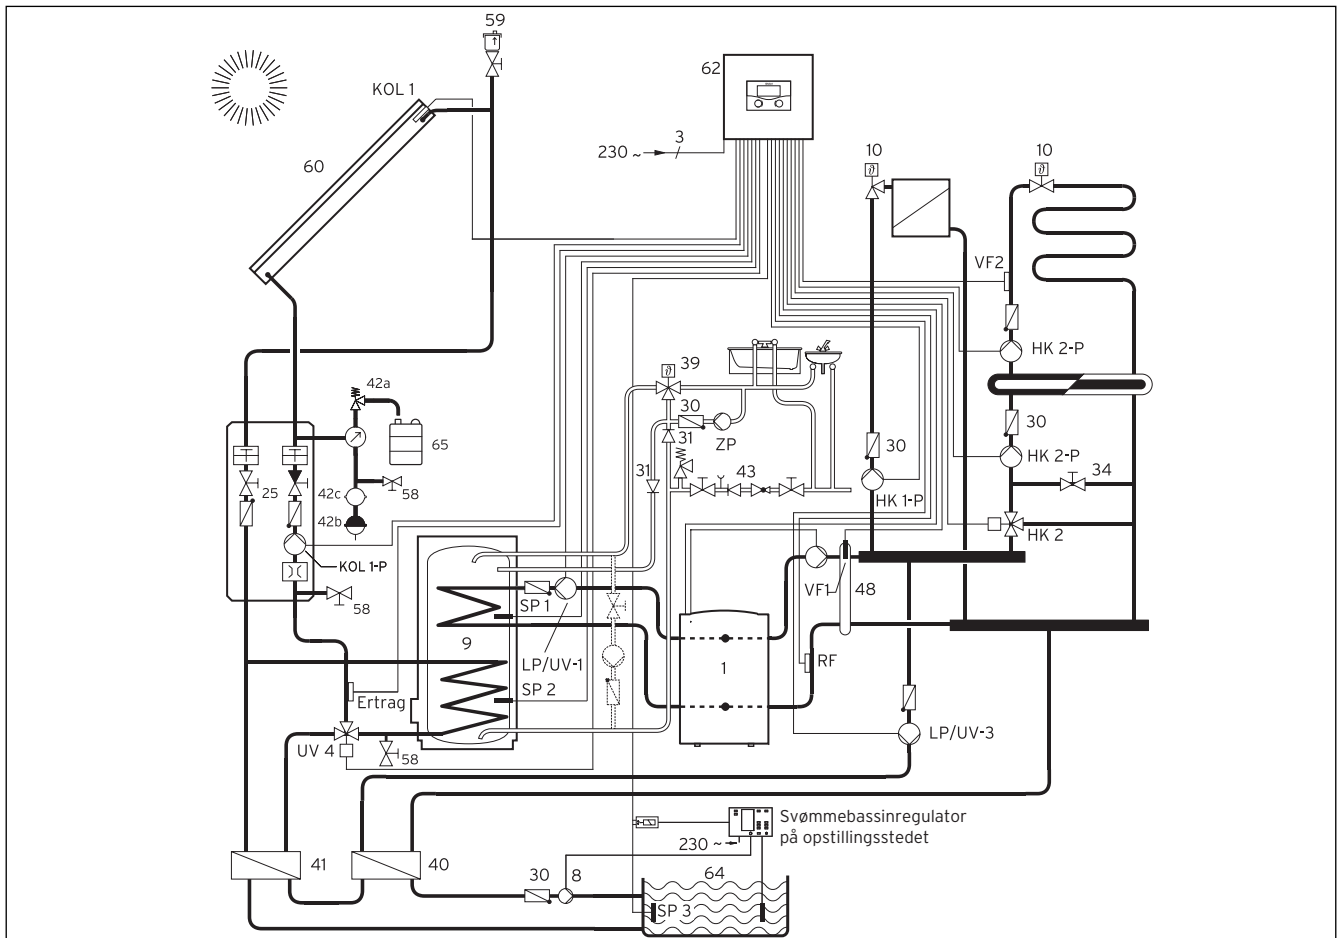 59
62
KOL 1
3
230 ~
10
10
60
VF2
HK 2-P
39
42a
30
65
ZP
31
30
30
HK 2-P
25
31
43
34
42c
58
42b
HK 1-P
HK 2
KOL 1-P
VF1
48
58
SP 1
9
LP/UV-1
1
RF
SP 2
Ertrag
UV 4
58
LP/UV-3
Svømmebassinregulator
på opstillingsstedet
230 ~
41
40
30
8
64
SP 3